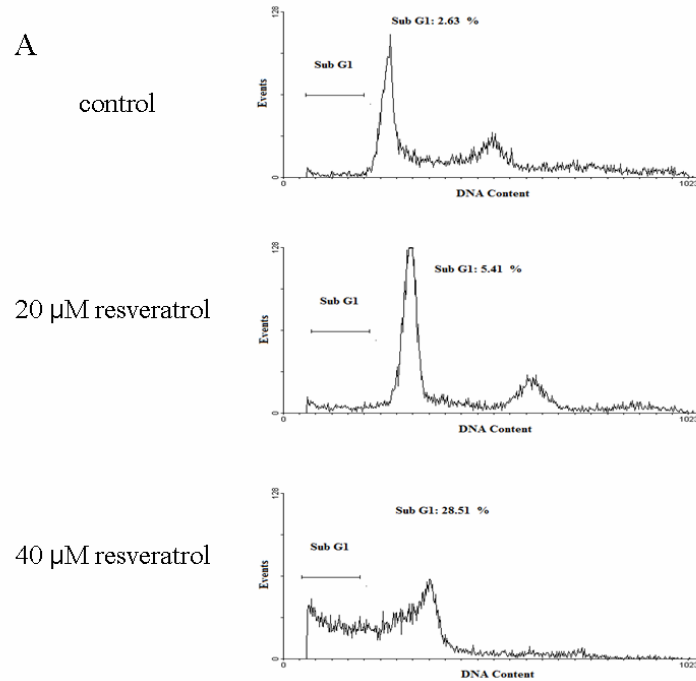 A
control
128
Sub G1: 2.63 %
Sub G1
Events
0
0
DNA Content
1023
20 µM resveratrol
128
Sub G1: 5.41 %
Sub G1
Events
0
0
DNA Content
1023
40 µM resveratrol
128
Sub G1: 28.51 %
Sub G1
Events
0
0
DNA Content